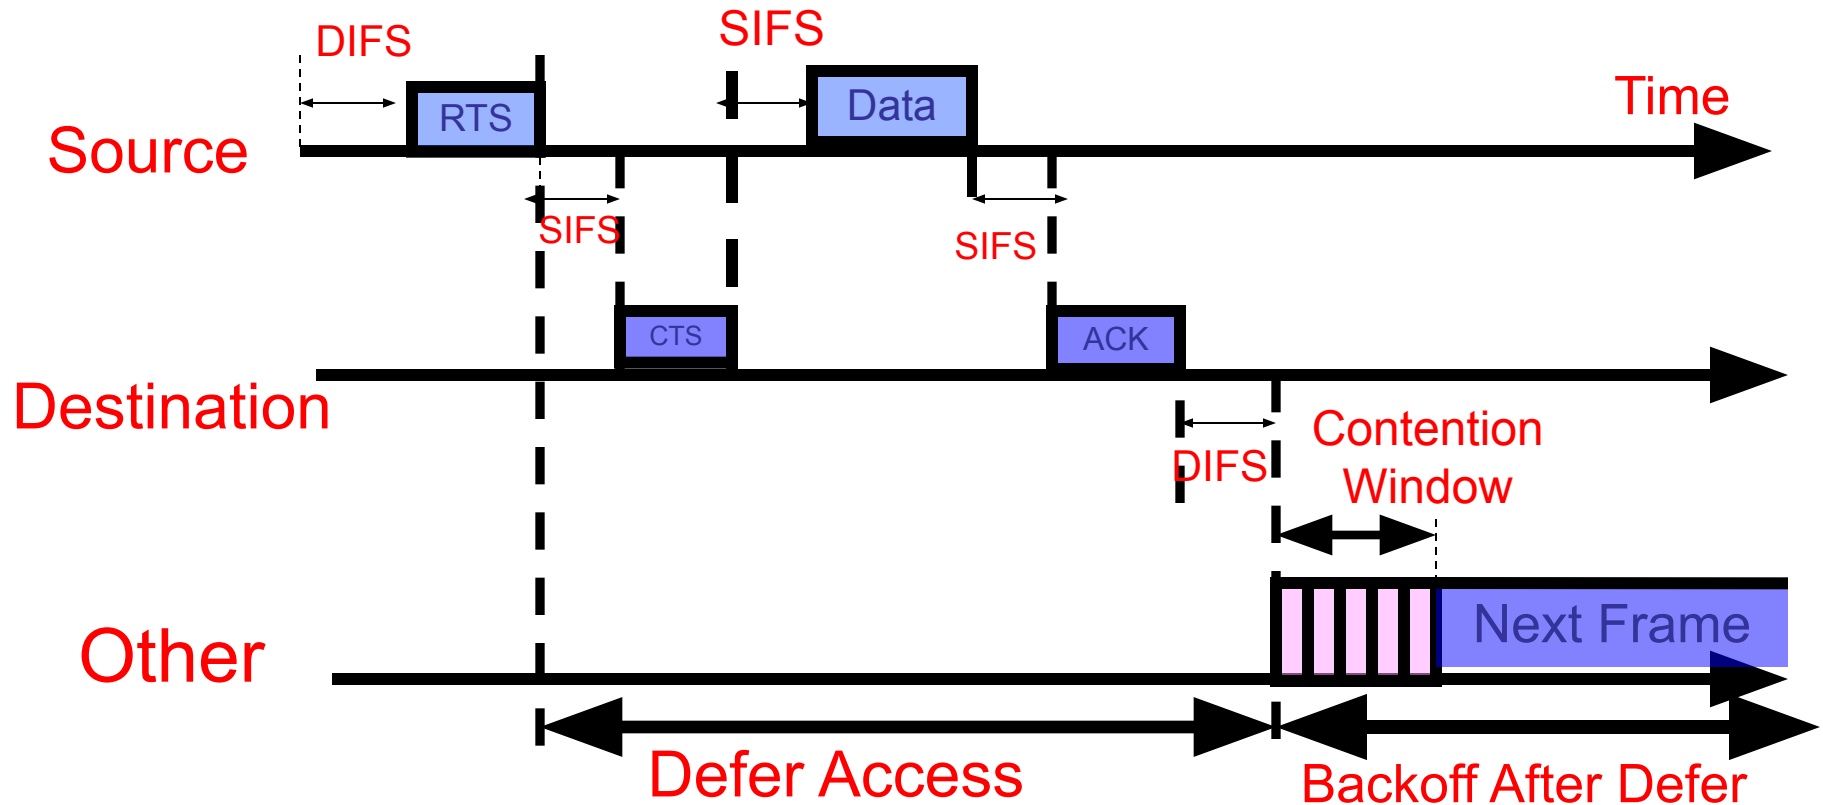 DIFS
SIFS
RTS
Data
Time
Source
SIFS
SIFS
CTS
ACK
Destination
DIFS
Contention
Window
Other
Next Frame
Defer Access
Backoff After Defer